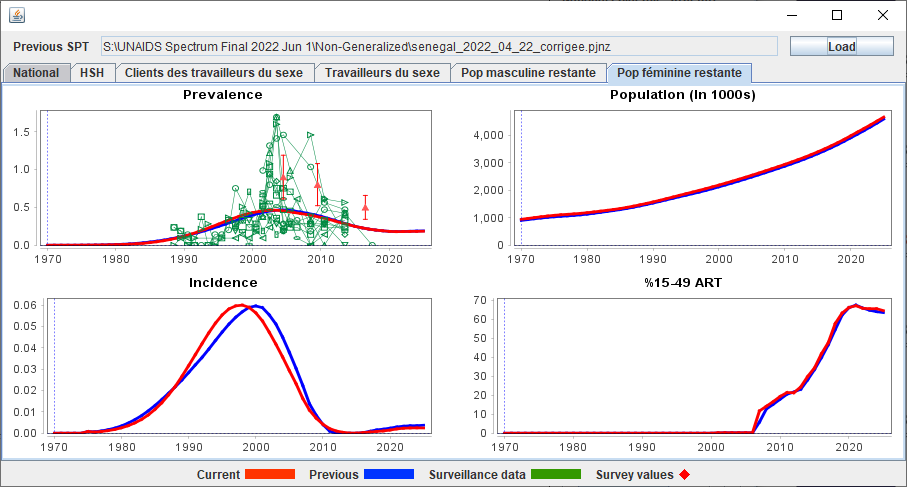 Previous SPT S:\UNAIDS Spectrum Final 2022 Jun 1\Non-Generalized\senegal_2022_04_22_corrigee.pjnz Load
National HSH Clients des travailleurs du sexe Travailleurs du sexe Pop masculine restante Pop féminine restante
Prevalence
1.5
1.0
0.5
0.0
1970 1980 1990 2000 2010 2020
Population (in 1000s)
4,000
3,000
2,000
1,000
0
1970 1980 1990 2000 2010 2020
Incidence
0.06
0.05
0.04
0.03
0.02
0.01
0.00
1970 1980 1990 2000 2010 2020
%15-49 ART
70
60
50
40
30
20
10
0
1970 1980 1990 2000 2010 2020
Current Previous Surveillance data Survey values